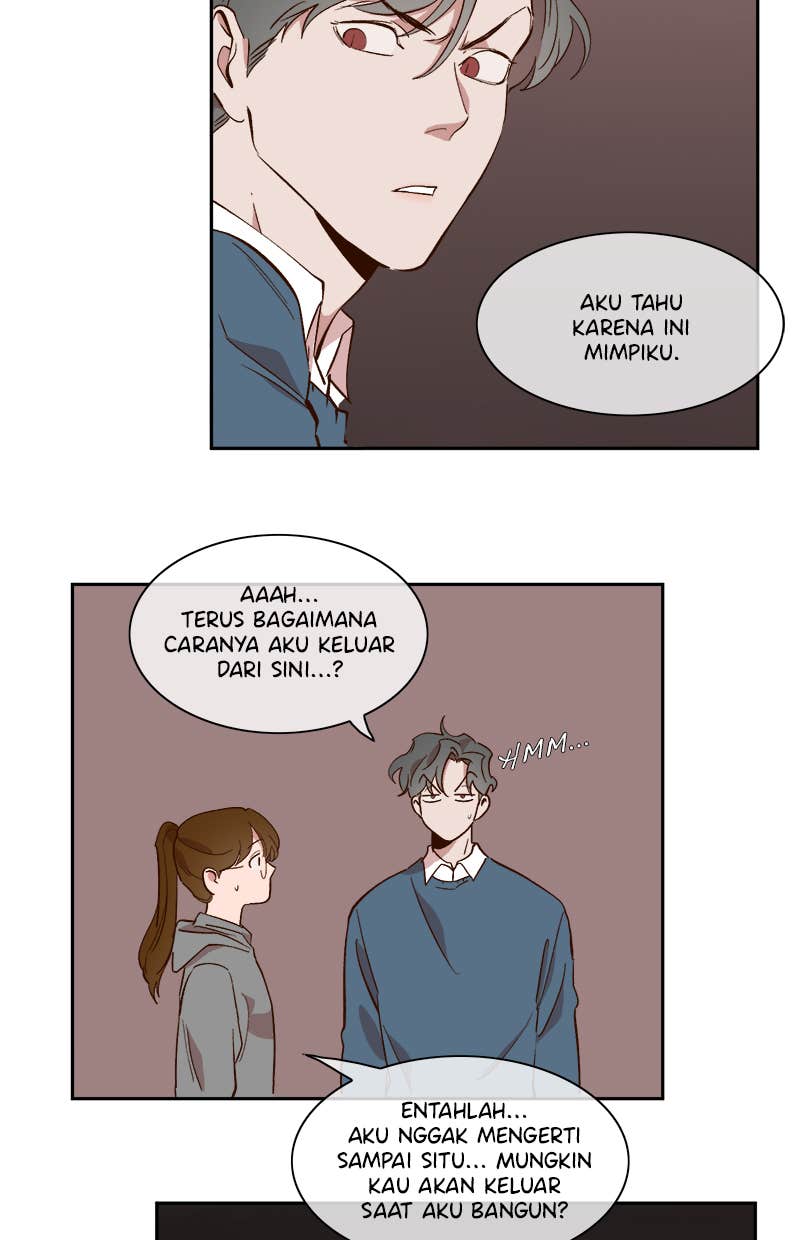 AKU TAHU
KARENA INI
MIMPIKU.
AAAH...
TERUS BAGAIMANA
CARANYA AKU KELUAR
DARI SINI...?
HMM...
ENTAHLAH...
AKU NGGAK MENGERTI
SAMPAI SITU... MUNGKIN
KAU AKAN KELUAR
SAAT AKU BANGUN?